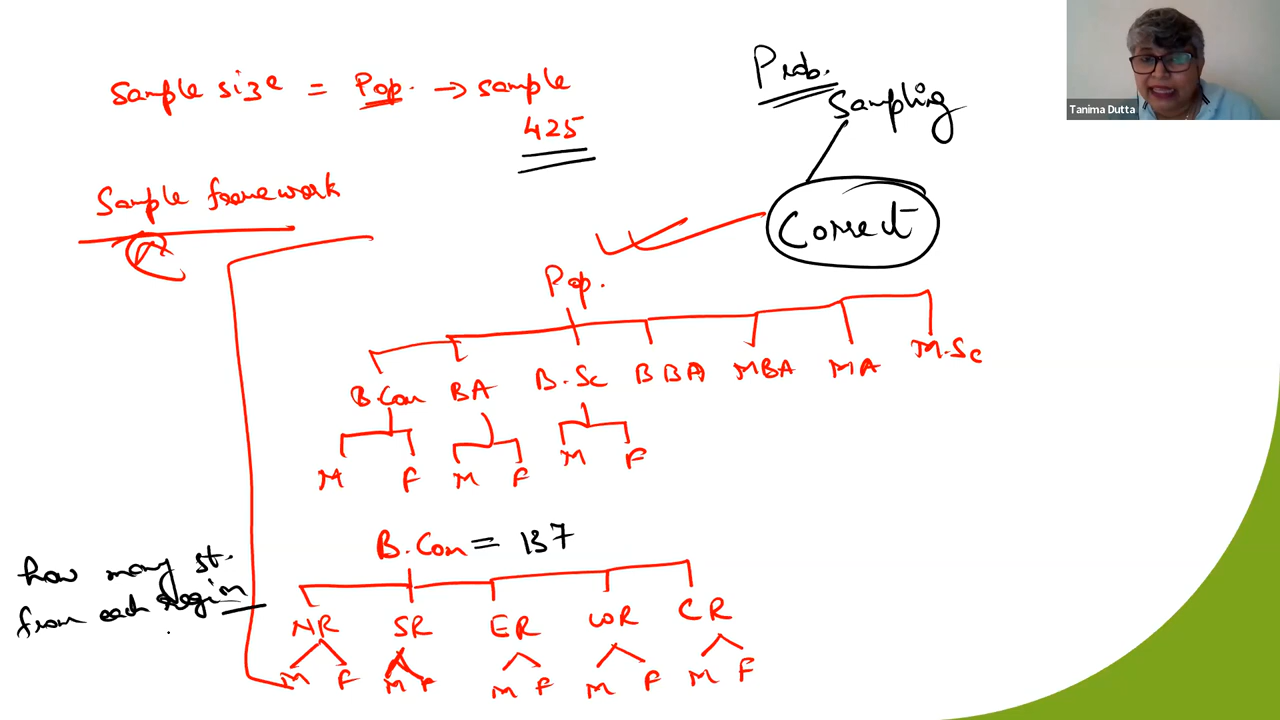 Sample size = Pop. → sample
425
Prob.
Sampling
Correct
Sample framework
Pop.
B.Com BA B.Sc BBA MBA MA M.Sc
M F M F M F
B.Com = 137
how many st.
from each region
NR SR ER WR CR
M F M F M F M F M F
Tanima Dutta